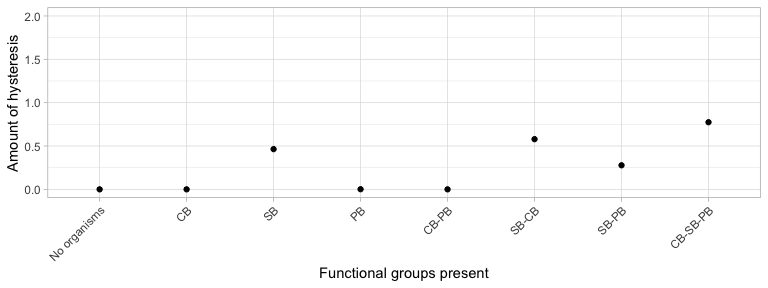 Amount of hysteresis
2.0
1.5
1.0
0.5
0.0
No organisms
CB
SB
PB
CB-PB
SB-CB
SB-PB
CB-SB-PB
Functional groups present